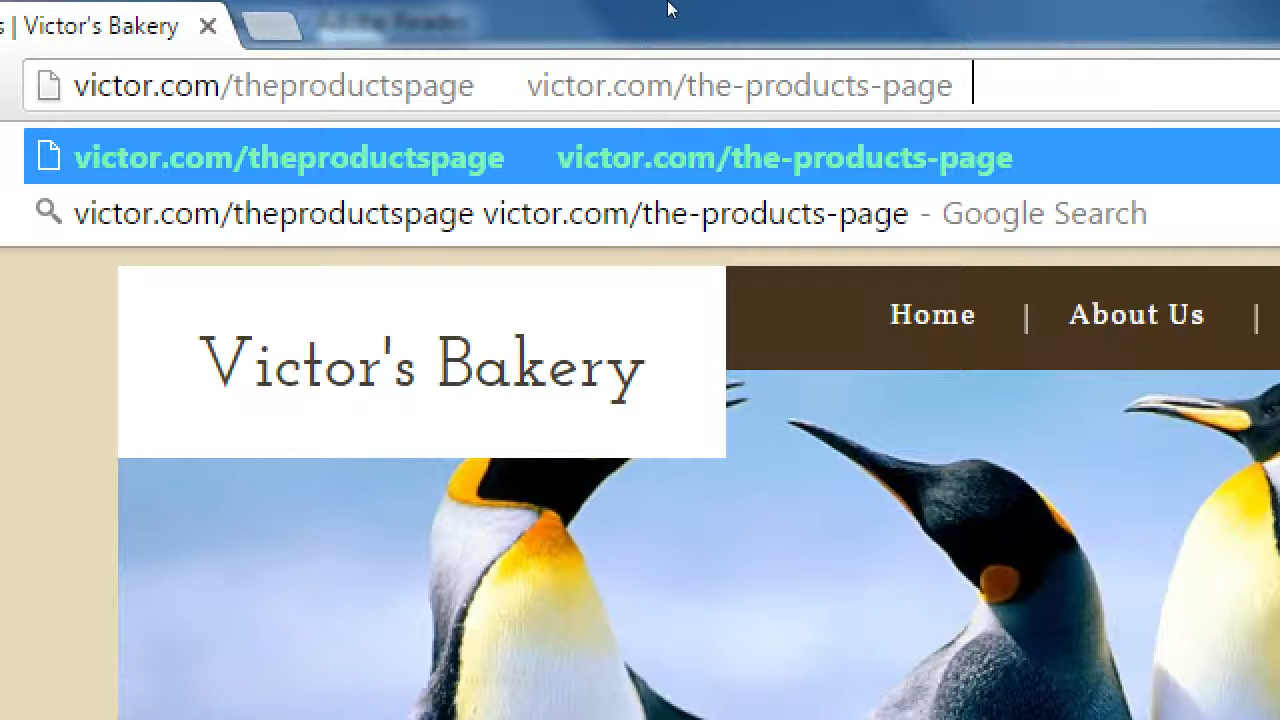 s | Victor's Bakery
victor.com/theproductspage victor.com/the-products-page
victor.com/theproductspage victor.com/the-products-page
victor.com/theproductspage victor.com/the-products-page - Google Search
Home | About Us |
Victor's Bakery